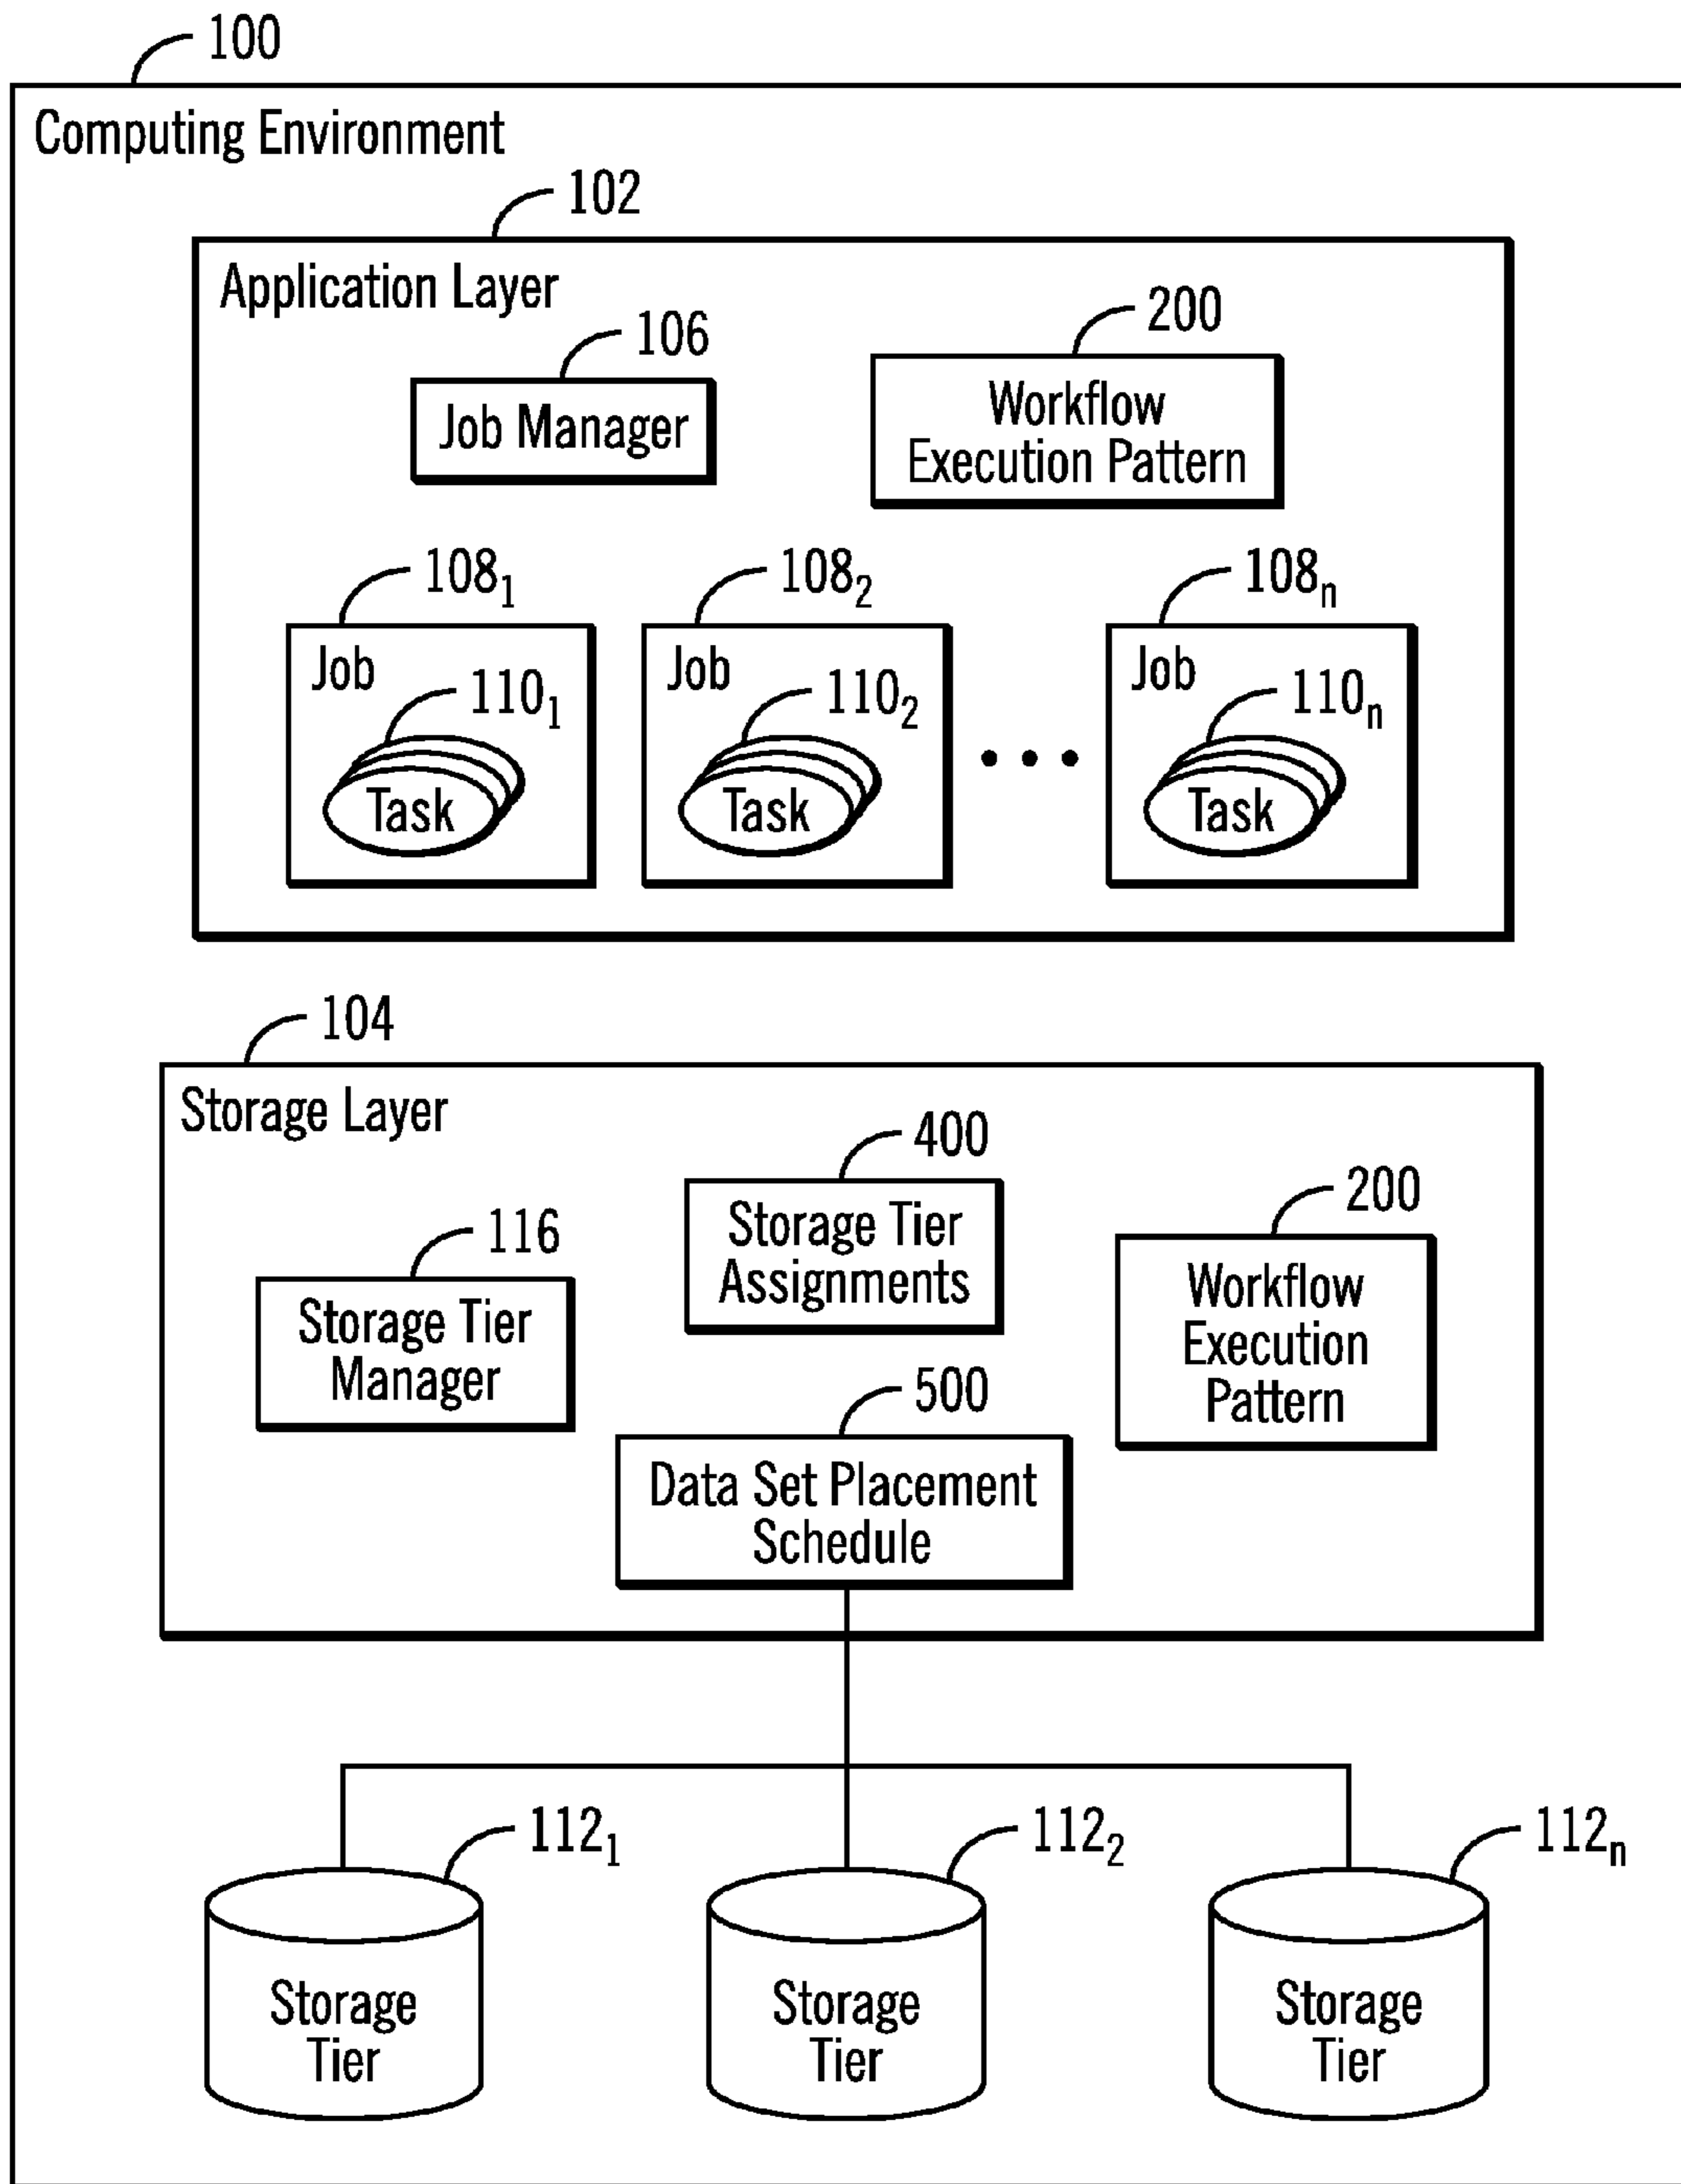 100
Computing Environment
102
Application Layer
106
200
Job Manager
Workflow
Execution Pattern
108₁
108₂
108ₙ
Job
Job
Job
110₁
110₂
110ₙ
• • •
Task
Task
Task
104
Storage Layer
400
200
116
Storage Tier
Assignments
Storage Tier
Manager
Workflow
Execution
Pattern
500
Data Set Placement
Schedule
112₁
112₂
112ₙ
Storage
Tier
Storage
Tier
Storage
Tier